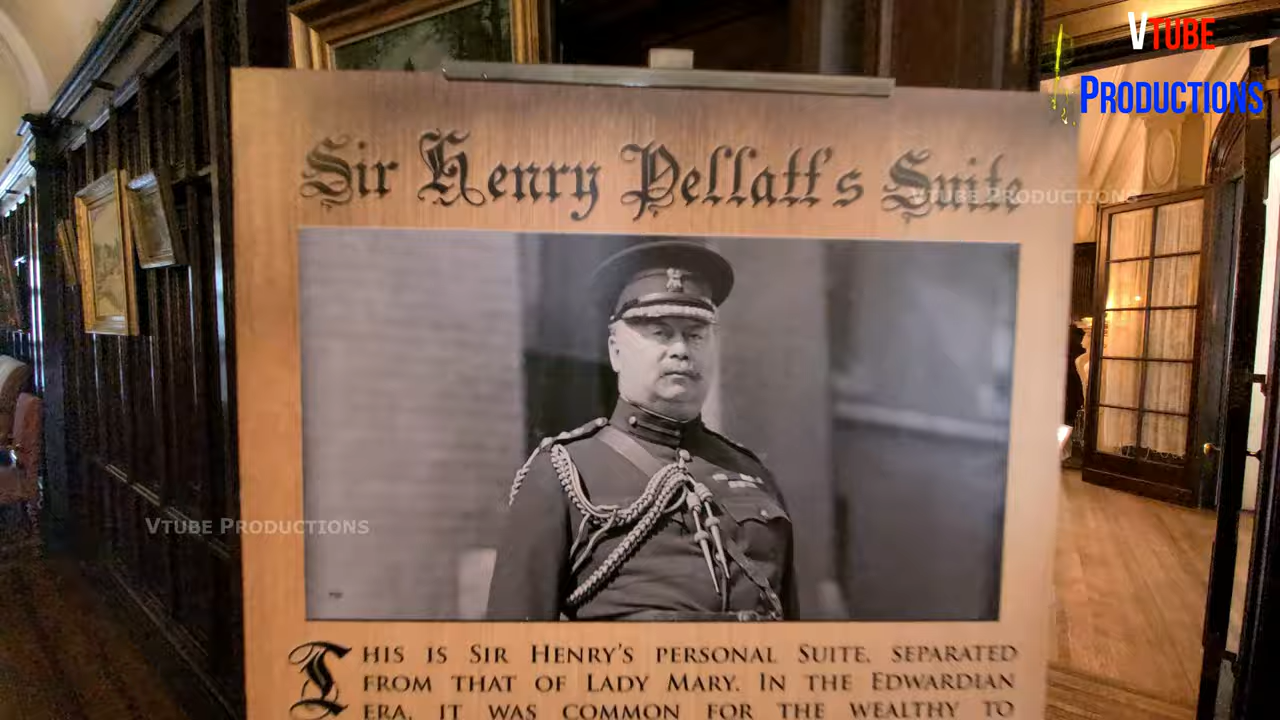 VTUBE
PRODUCTIONS
Sir Henry Pellatt's Suite
VTUBE PRODUCTIONS
VTUBE PRODUCTIONS
THIS IS SIR HENRY'S PERSONAL SUITE, SEPARATED
FROM THAT OF LADY MARY. IN THE EDWARDIAN
ERA, IT WAS COMMON FOR THE WEALTHY TO